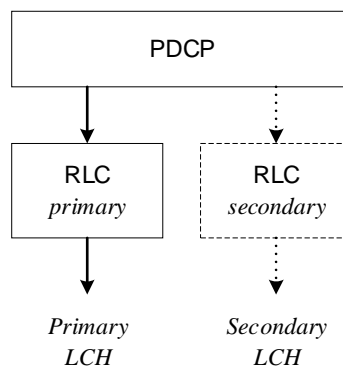 PDCP
RLC
primary
RLC
secondary
Primary
LCH
Secondary
LCH